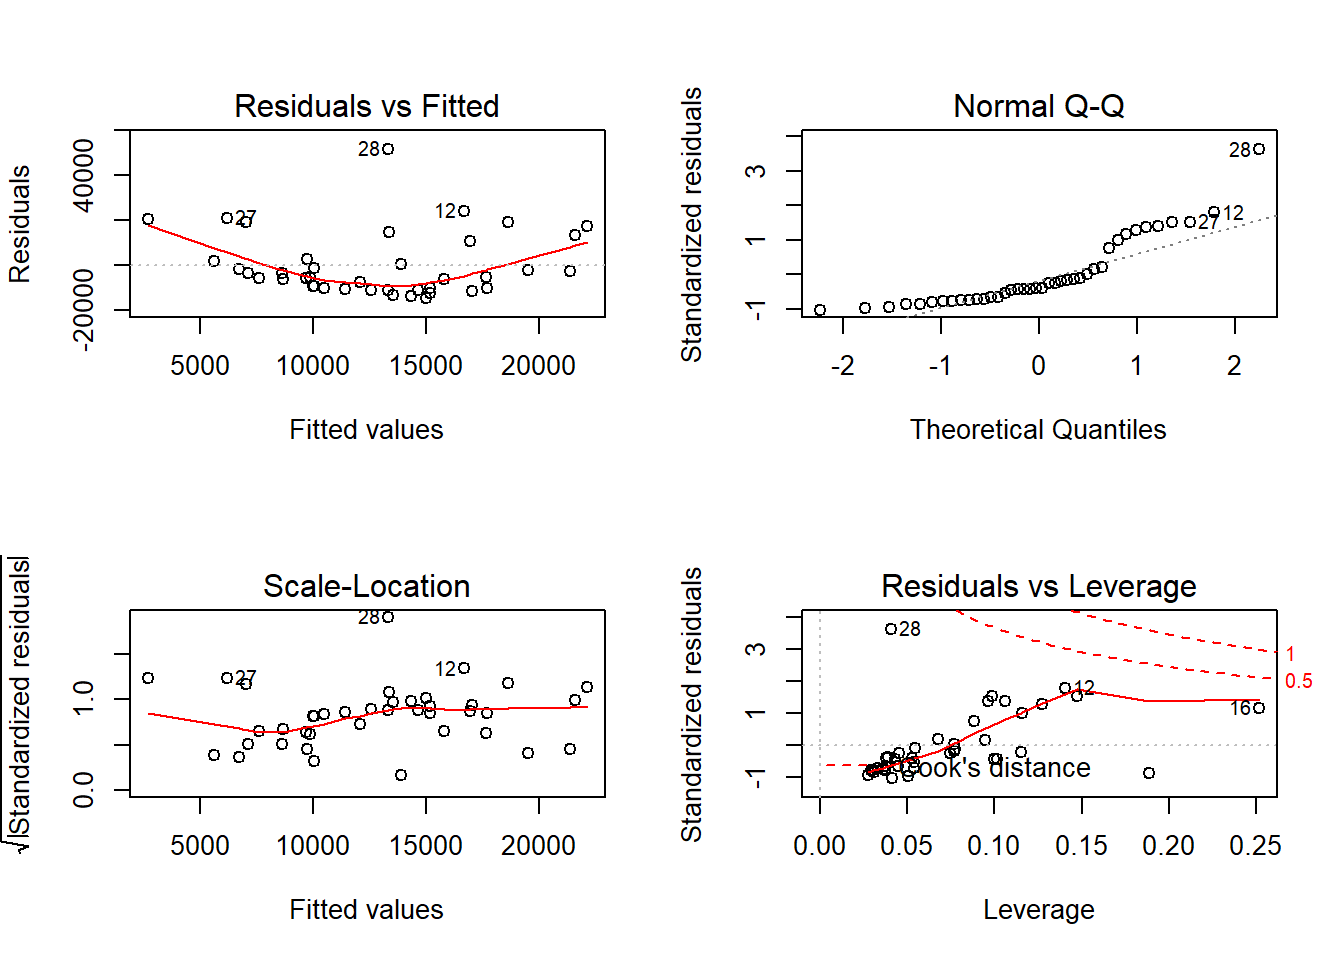 Residuals vs Fitted
Residuals
-20000
40000
28
27
12
5000 10000 15000 20000
Fitted values
Normal Q-Q
Standardized residuals
-1 1 3
28
12
27
-2 -1 0 1 2
Theoretical Quantiles
Scale-Location
√|Standardized residuals|
0.0 1.0
28
27
12
5000 10000 15000 20000
Fitted values
Residuals vs Leverage
Standardized residuals
-1 1 3
28
12
16
1
0.5
Cook's distance
0.00 0.05 0.10 0.15 0.20 0.25
Leverage